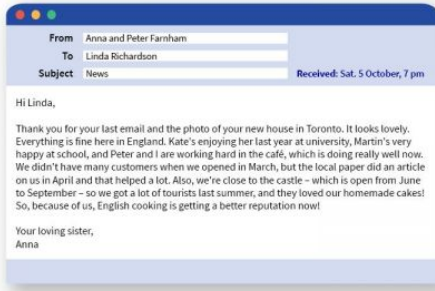 From Anna and Peter Farnham
To Linda Richardson
Subject News Received: Sat. 5 October, 7 pm
Hi Linda,
Thank you for your last email and the photo of your new house in Toronto. It looks lovely.
Everything is fine here in England. Kate's enjoying her last year at university, Martin's very
happy at school, and Peter and I are working hard in the café, which is doing really well now.
We didn't have many customers when we opened in March, but the local paper did an article
on us in April and that helped a lot. Also, we're close to the castle – which is open from June
to September – so we got a lot of tourists last summer, and they loved our homemade cakes!
So, because of us, English cooking is getting a better reputation now!
Your loving sister,
Anna